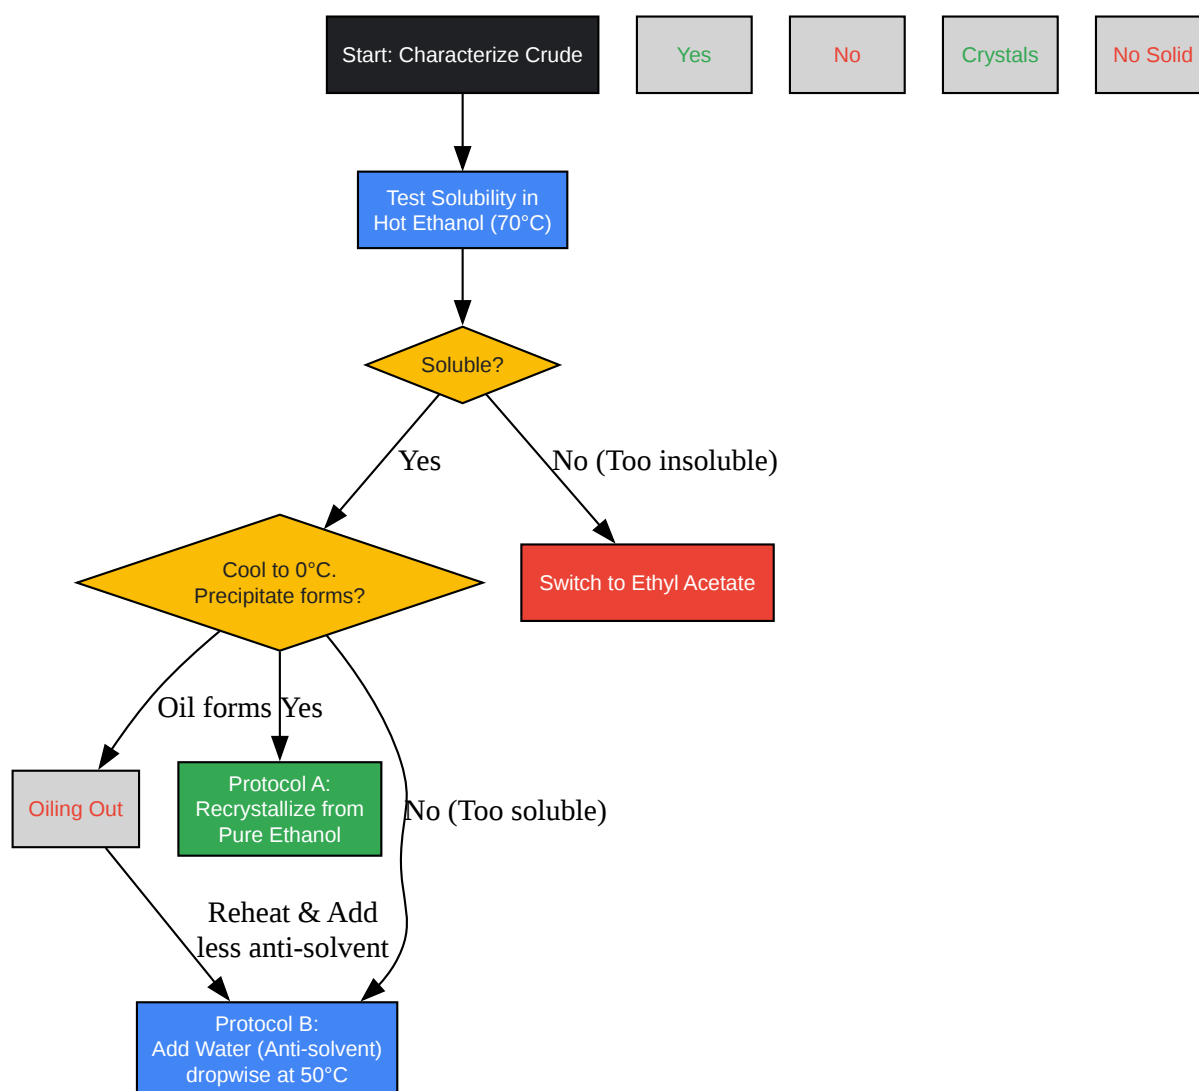 Start: Characterize Crude
Yes
No
Crystals
No Solid
Test Solubility in
Hot Ethanol (70°C)
Soluble?
Yes
No (Too insoluble)
Cool to 0°C.
Precipitate forms?
Switch to Ethyl Acetate
Oil forms
Yes
No (Too soluble)
Oiling Out
Protocol A:
Recrystallize from
Pure Ethanol
Reheat & Add
less anti-solvent
Protocol B:
Add Water (Anti-solvent)
dropwise at 50°C